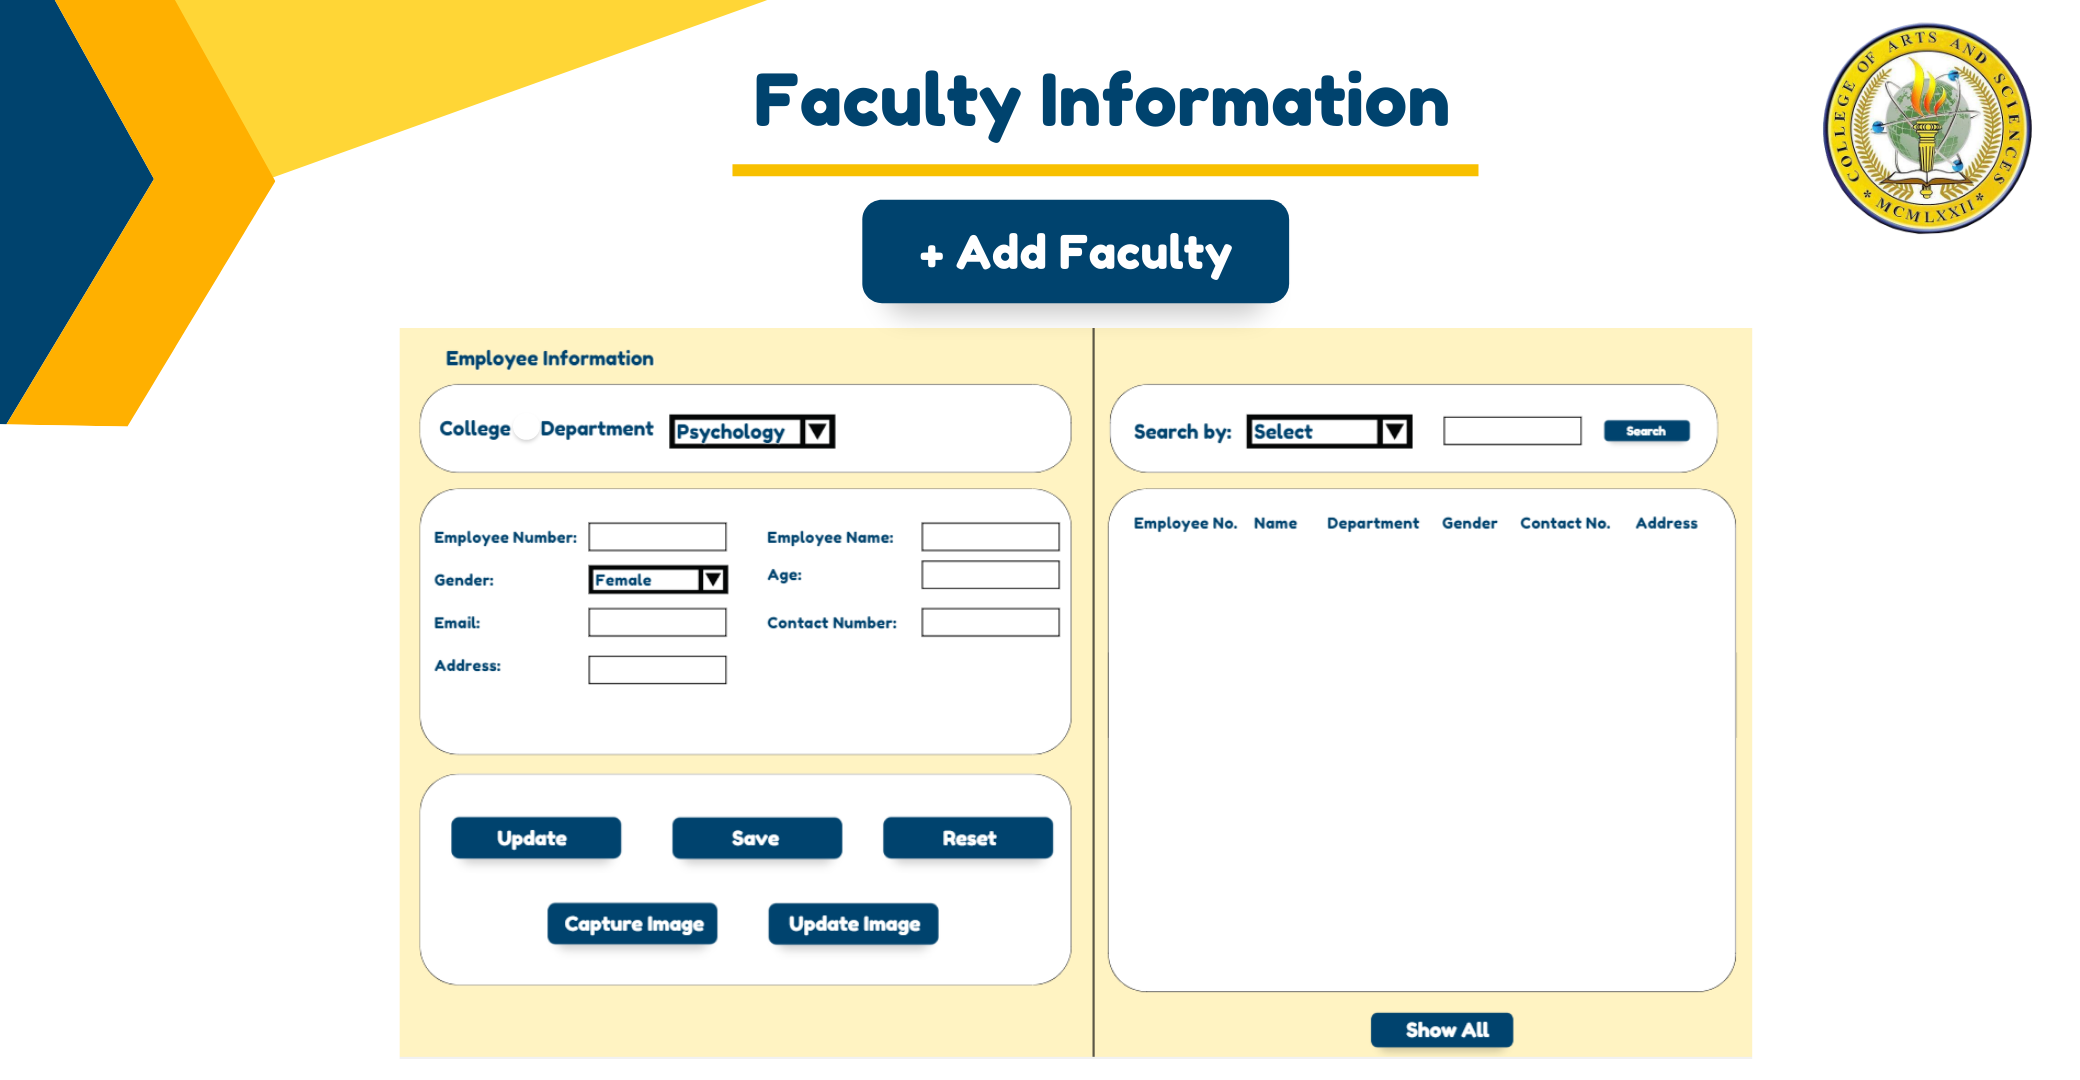 Faculty Information
COLLEGE OF ARTS AND SCIENCES
* MCMLXXII *
+ Add Faculty
Employee Information
College Department Psychology
Employee Number:
Employee Name:
Gender: Female
Age:
Email:
Contact Number:
Address:
Update
Save
Reset
Capture Image
Update Image
Search by: Select
Search
Employee No. Name Department Gender Contact No. Address
Show All